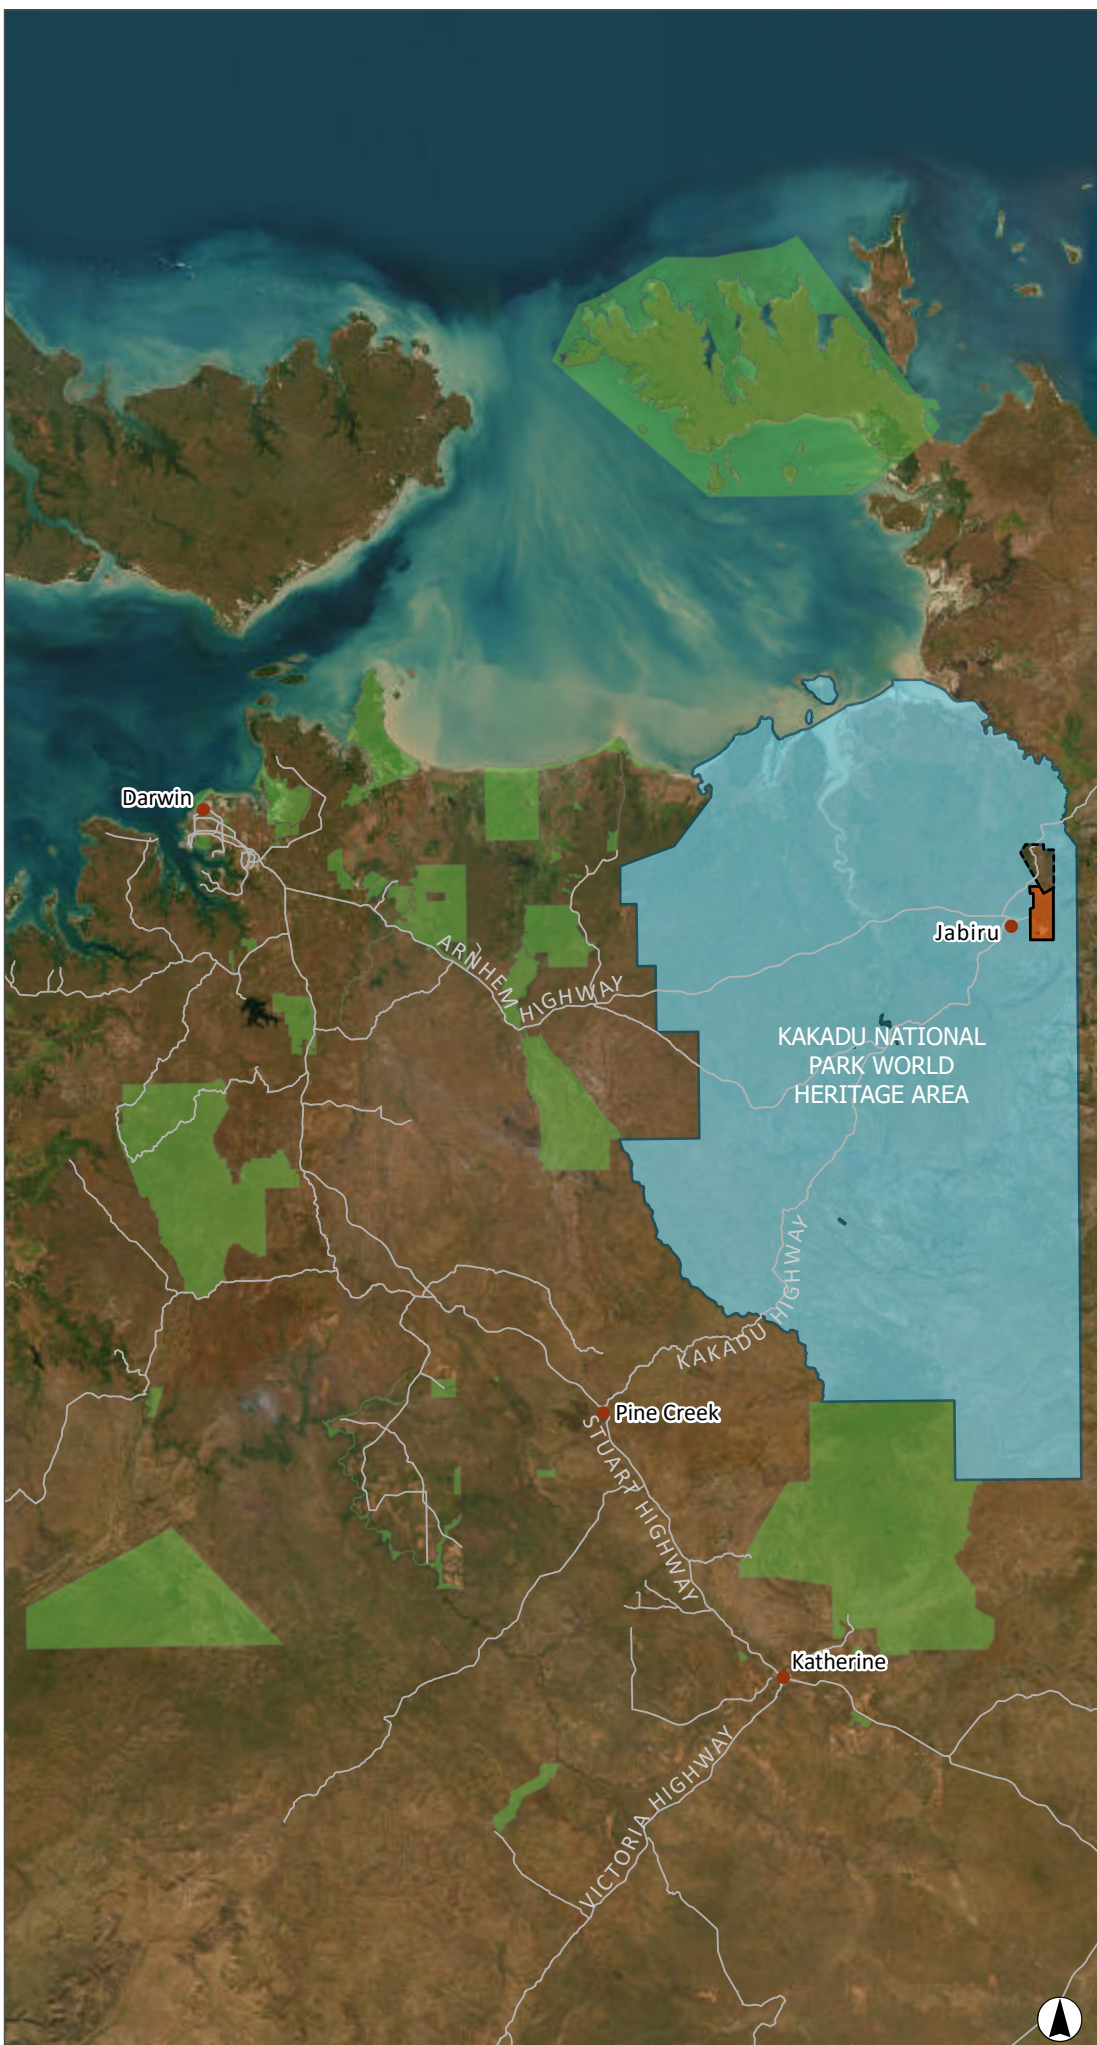 Darwin
Jabiru
ARNHEM HIGHWAY
KAKADU NATIONAL
PARK WORLD
HERITAGE AREA
KAKADU HIGHWAY
Pine Creek
STUART HIGHWAY
Katherine
VICTORIA HIGHWAY